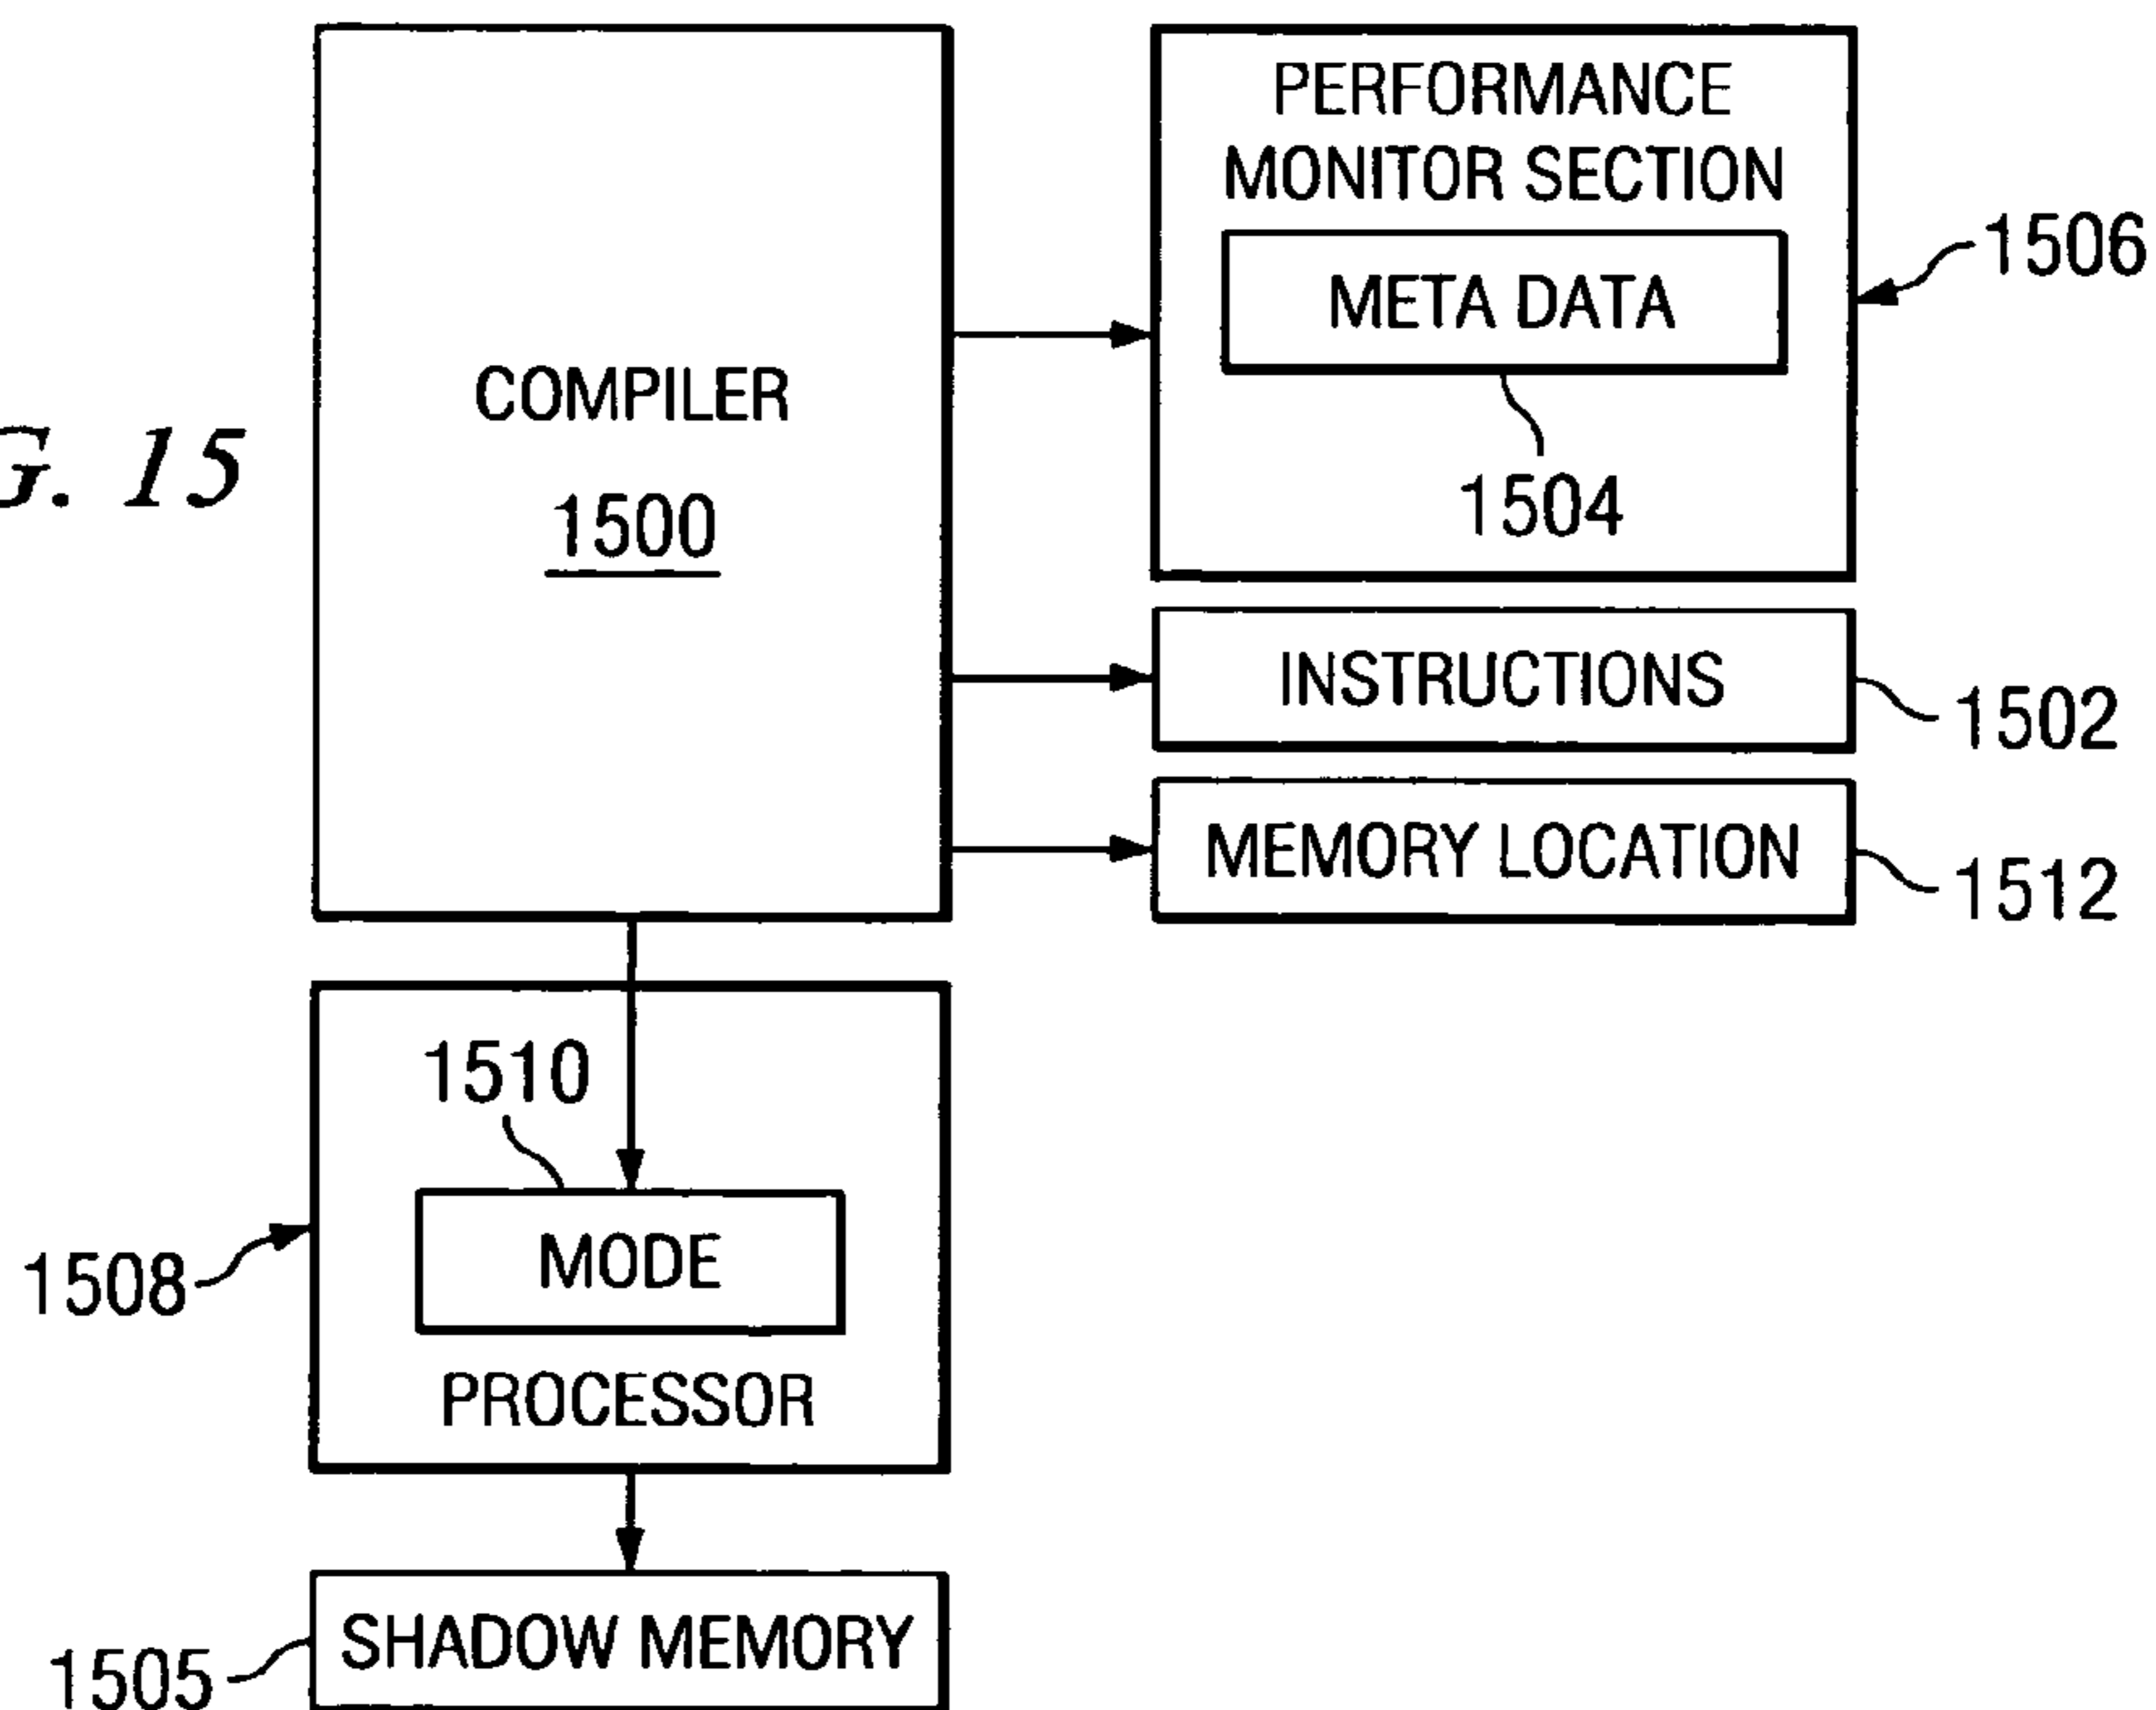 PERFORMANCE
MONITOR SECTION
META DATA
1506
1504
COMPILER
1500
G. 15
INSTRUCTIONS
1502
MEMORY LOCATION
1512
1510
MODE
1508
PROCESSOR
SHADOW MEMORY
1505